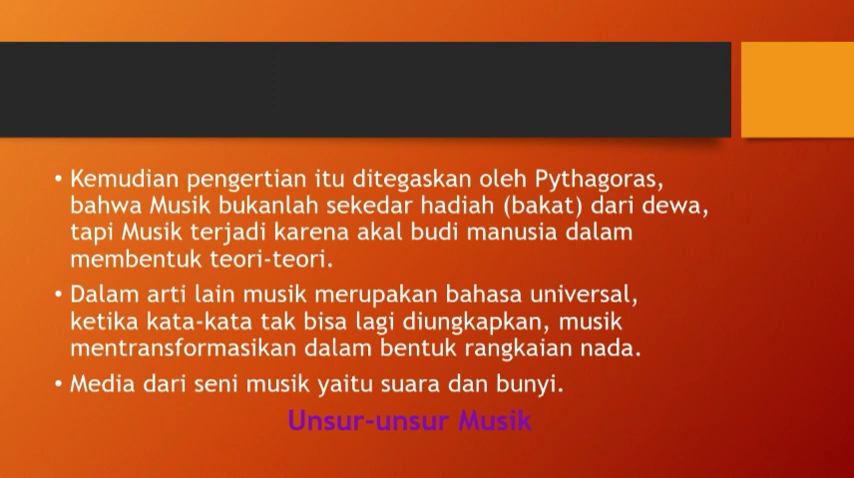 • Kemudian pengertian itu ditegaskan oleh Pythagoras,
bahwa Musik bukanlah sekedar hadiah (bakat) dari dewa,
tapi Musik terjadi karena akal budi manusia dalam
membentuk teori-teori.
• Dalam arti lain musik merupakan bahasa universal,
ketika kata-kata tak bisa lagi diungkapkan, musik
mentransformasikan dalam bentuk rangkaian nada.
• Media dari seni musik yaitu suara dan bunyi.
Unsur-unsur Musik